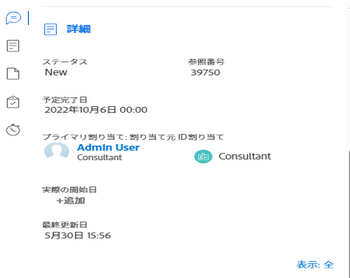 詳細
ステータス 参照番号
New 39750
予定完了日
2022年10月6日 00:00
プライマリ割り当て: 割り当て元 ID割り当て
Admin User
Consultant Consultant
実際の開始日
+追加
最終更新日
5月30日 15:56
表示: 全